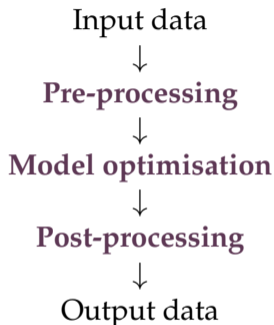 Input data
↓
Pre-processing
↓
Model optimisation
↓
Post-processing
↓
Output data